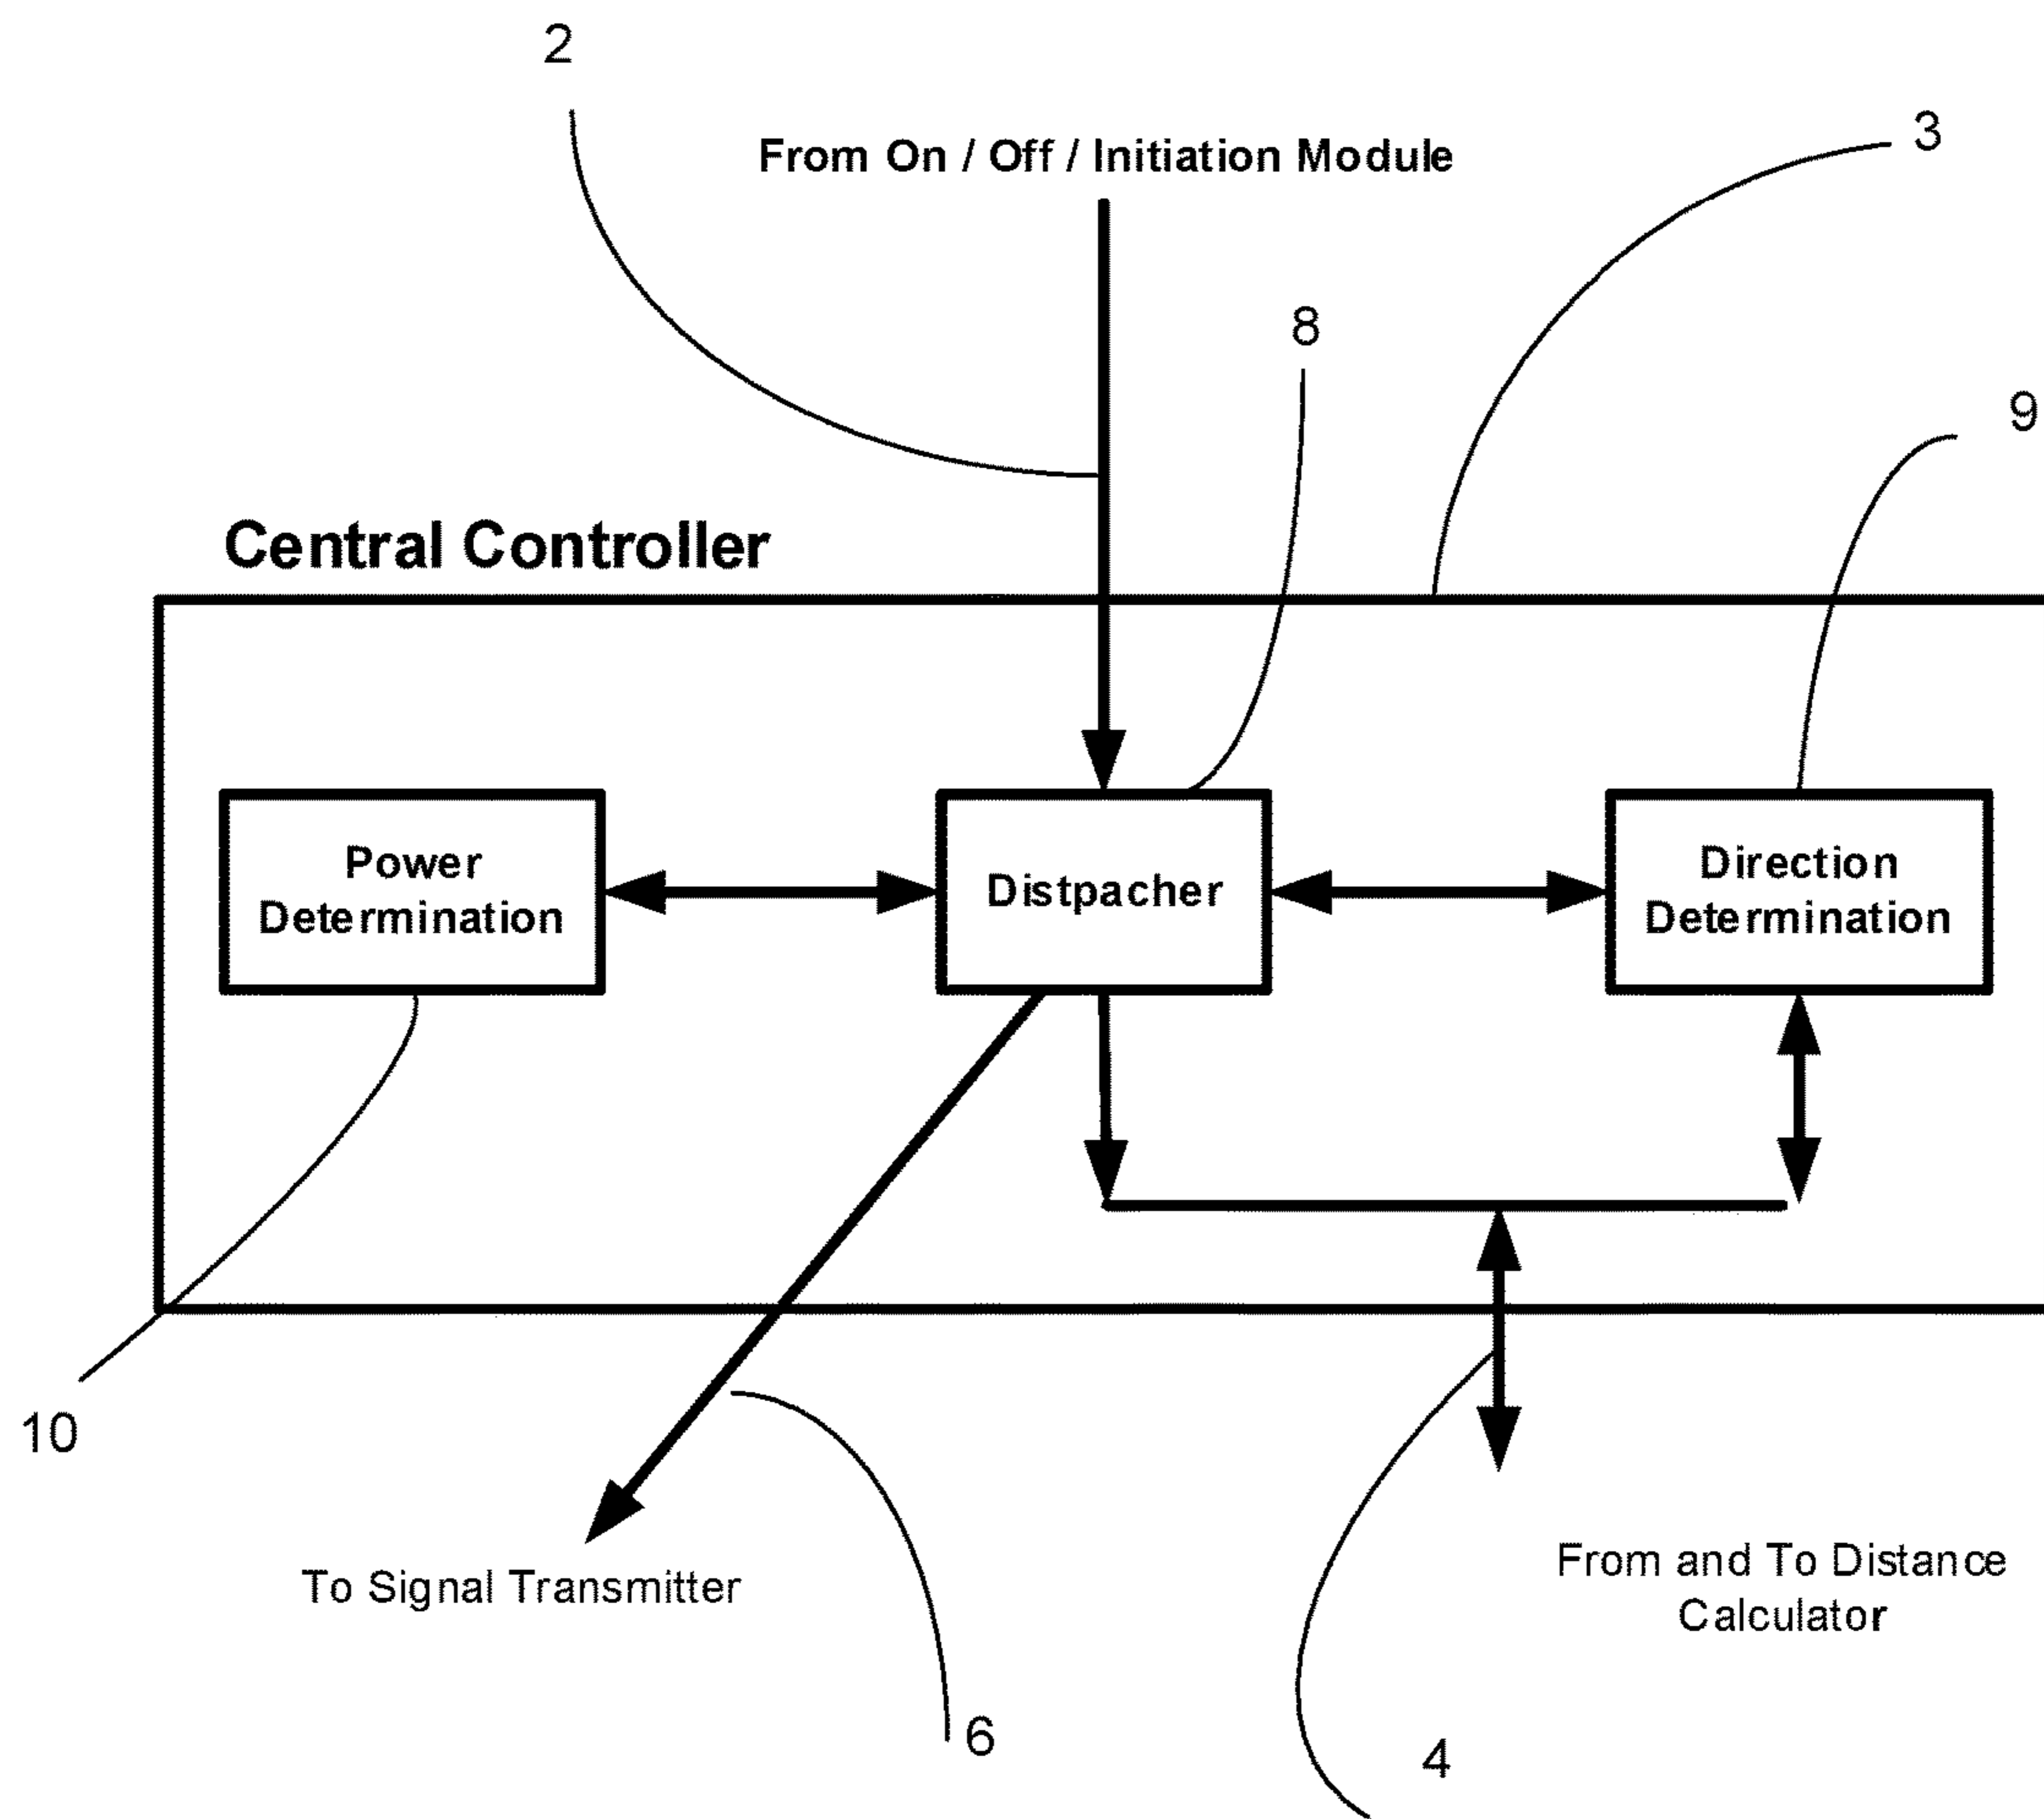 2
From On / Off / Initiation Module
3
8
9
Central Controller
Power
Determination
Distpacher
Direction
Determination
10
To Signal Transmitter
From and To Distance
Calculator
6
4